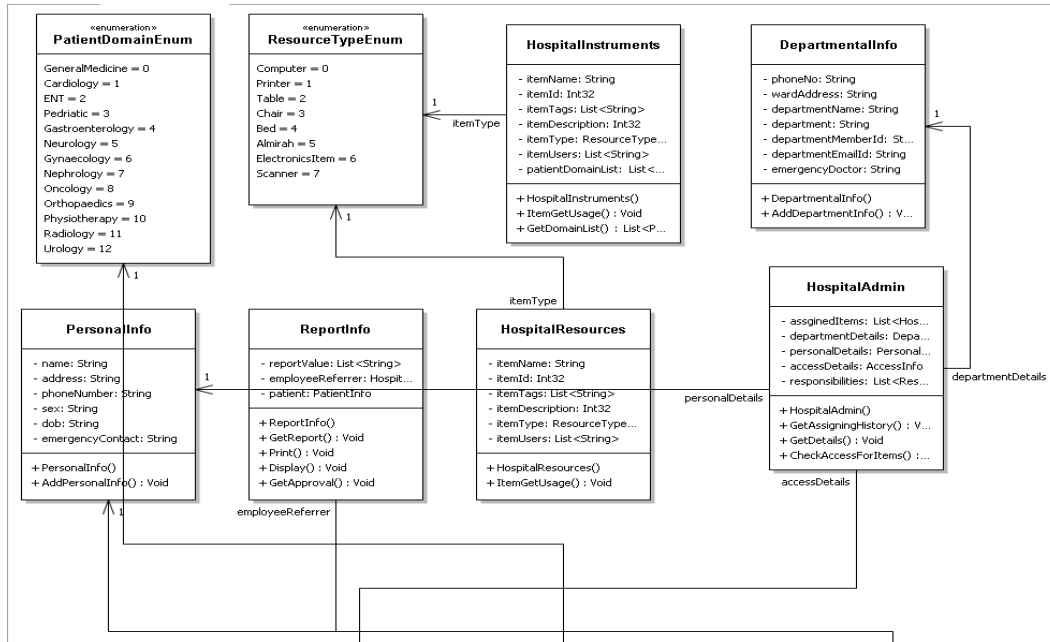 «enumeration»
PatientDomainEnum
GeneralMedicine = 0
Cardiology = 1
ENT = 2
Pedriatic = 3
Gastroenterology = 4
Neurology = 5
Gynaecology = 6
Nephrology = 7
Oncology = 8
Orthopaedics = 9
Physiotherapy = 10
Radiology = 11
Urology = 12
1
«enumeration»
ResourceTypeEnum
Computer = 0
Printer = 1
Table = 2
Chair = 3
Bed = 4
Almirah = 5
ElectronicsItem = 6
Scanner = 7
1
1
itemType
HospitalInstruments
- itemName: String
- itemId: Int32
- itemTags: List<String>
- itemDescription: Int32
- itemType: ResourceType...
- itemUsers: List<String>
- patientDomainList: List<...
+ HospitalInstruments()
+ ItemGetUsage() : Void
+ GetDomainList() : List<P...
DepartmentalInfo
- phoneNo: String
- wardAddress: String
- departmentName: String
- department: String
- departmentMemberId: St...
- departmentEmailId: String
- emergencyDoctor: String
+ DepartmentalInfo()
+ AddDepartmentInfo() : V...
1
PersonalInfo
- name: String
- address: String
- phoneNumber: String
- sex: String
- dob: String
- emergencyContact: String
+ PersonalInfo()
+ AddPersonalInfo() : Void
1
1
ReportInfo
- reportValue: List<String>
- employeeReferrer: Hospit...
- patient: PatientInfo
+ ReportInfo()
+ GetReport() : Void
+ Print() : Void
+ Display() : Void
+ GetApproval() : Void
employeeReferrer
itemType
HospitalResources
- itemName: String
- itemId: Int32
- itemTags: List<String>
- itemDescription: Int32
- itemType: ResourceType...
- itemUsers: List<String>
+ HospitalResources()
+ ItemGetUsage() : Void
personalDetails
HospitalAdmin
- assginedItems: List<Hos...
- departmentDetails: Depa...
- personalDetails: Personal...
- accessDetails: AccessInfo
- responsibilities: List<Res...
+ HospitalAdmin()
+ GetAssigningHistory() : V...
+ GetDetails() : Void
+ CheckAccessForItems() :...
departmentDetails
accessDetails